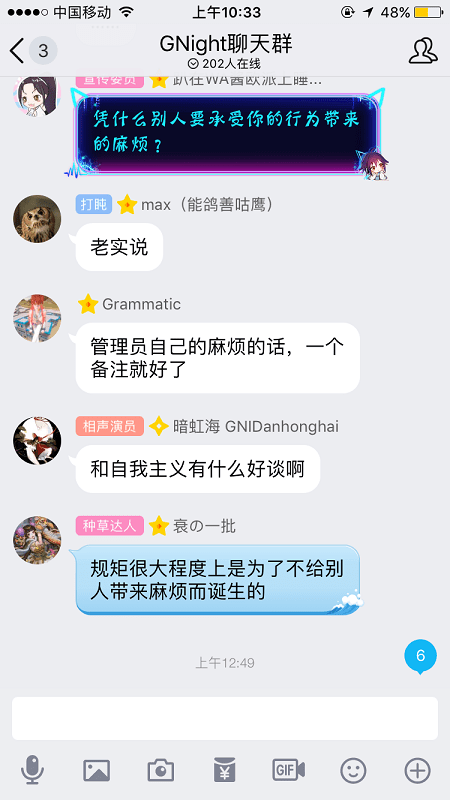 中国移动
上午10:33
48%
3
GNight聊天群
202人在线
宣传委员
趴在WA酱欧派上睡...
凭什么别人要承受你的行为带来
的麻烦？
打盹
max（能鸽善咕鹰）
老实说
Grammatic
管理员自己的麻烦的话，一个
备注就好了
相声演员
暗虹海 GNIDanhonghai
和自我主义有什么好谈啊
种草达人
衰の一批
规矩很大程度上是为了不给别
人带来麻烦而诞生的
6
上午12:49
¥
GIF